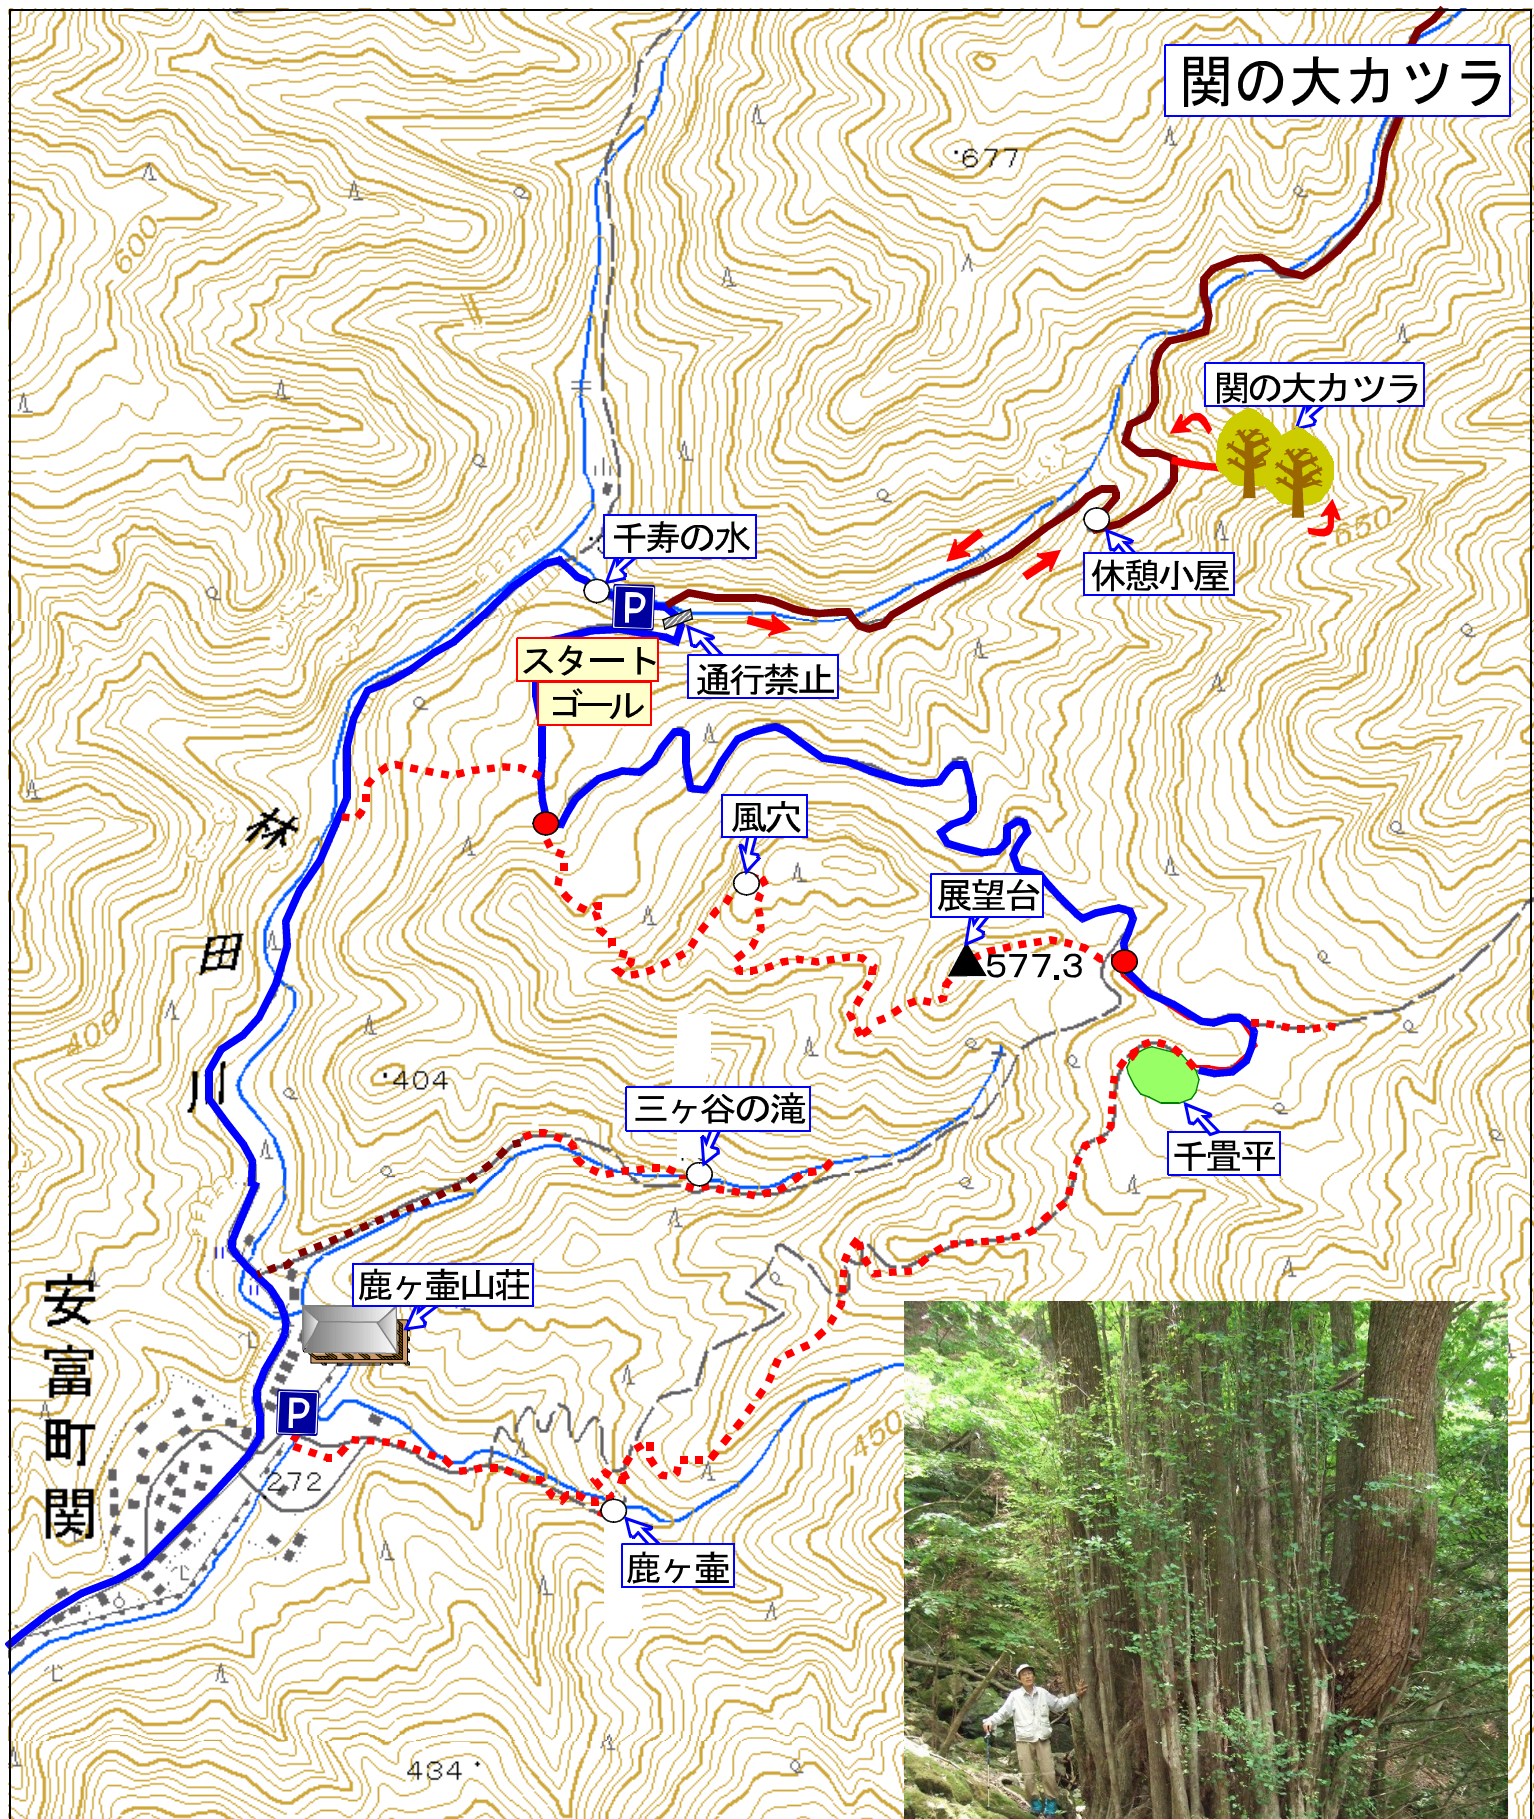 関の大カツラ
677
600
関の大カツラ
650
千寿の水
P
休憩小屋
スタート
ゴール
通行禁止
風穴
林
田
川
展望台
577.3
400
404
三ヶ谷の滝
千畳平
鹿ヶ壷山荘
安富町関
P
450
272
鹿ヶ壷
434